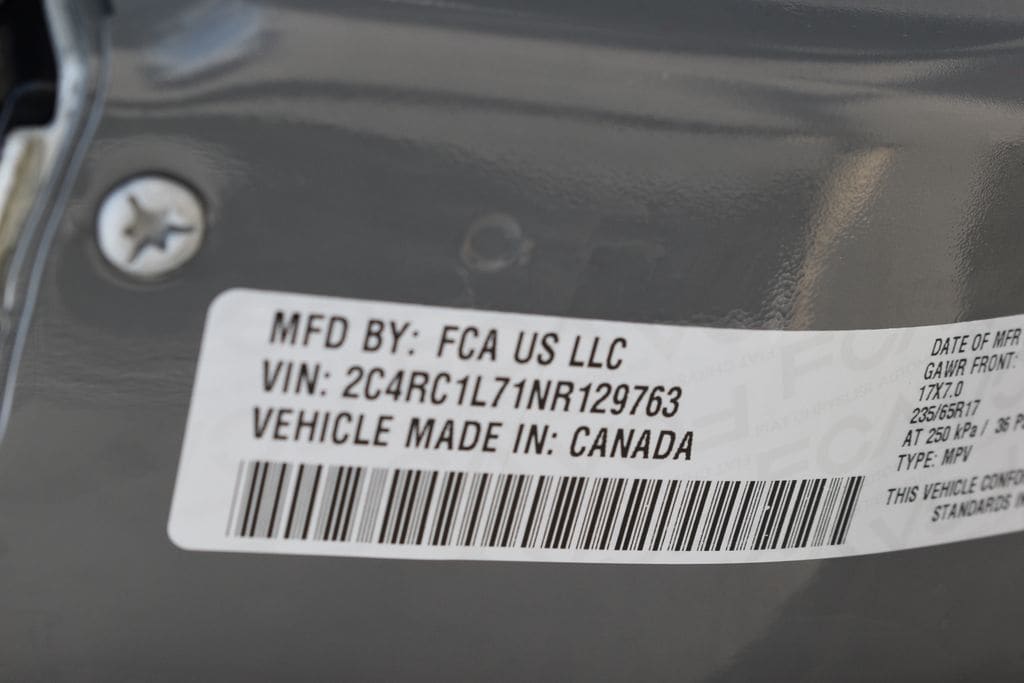 MFD BY: FCA US LLC
VIN: 2C4RC1L71NR129763
VEHICLE MADE IN: CANADA
DATE OF MFR
GAWR FRONT:
17X7.0
235/65R17
AT 250 kPa / 36
TYPE: MPV
THIS VEHICLE
STANDARDS